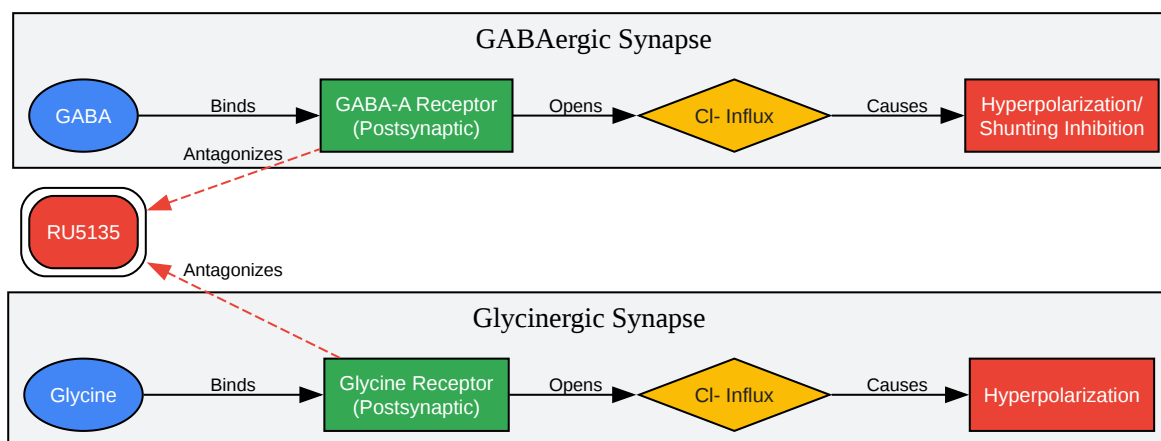 GABAergic Synapse
GABA
Binds
GABA-A Receptor
(Postsynaptic)
Opens
Cl- Influx
Causes
Hyperpolarization/
Shunting Inhibition
Antagonizes
RU5135
Antagonizes
Glycinergic Synapse
Glycine
Binds
Glycine Receptor
(Postsynaptic)
Opens
Cl- Influx
Causes
Hyperpolarization